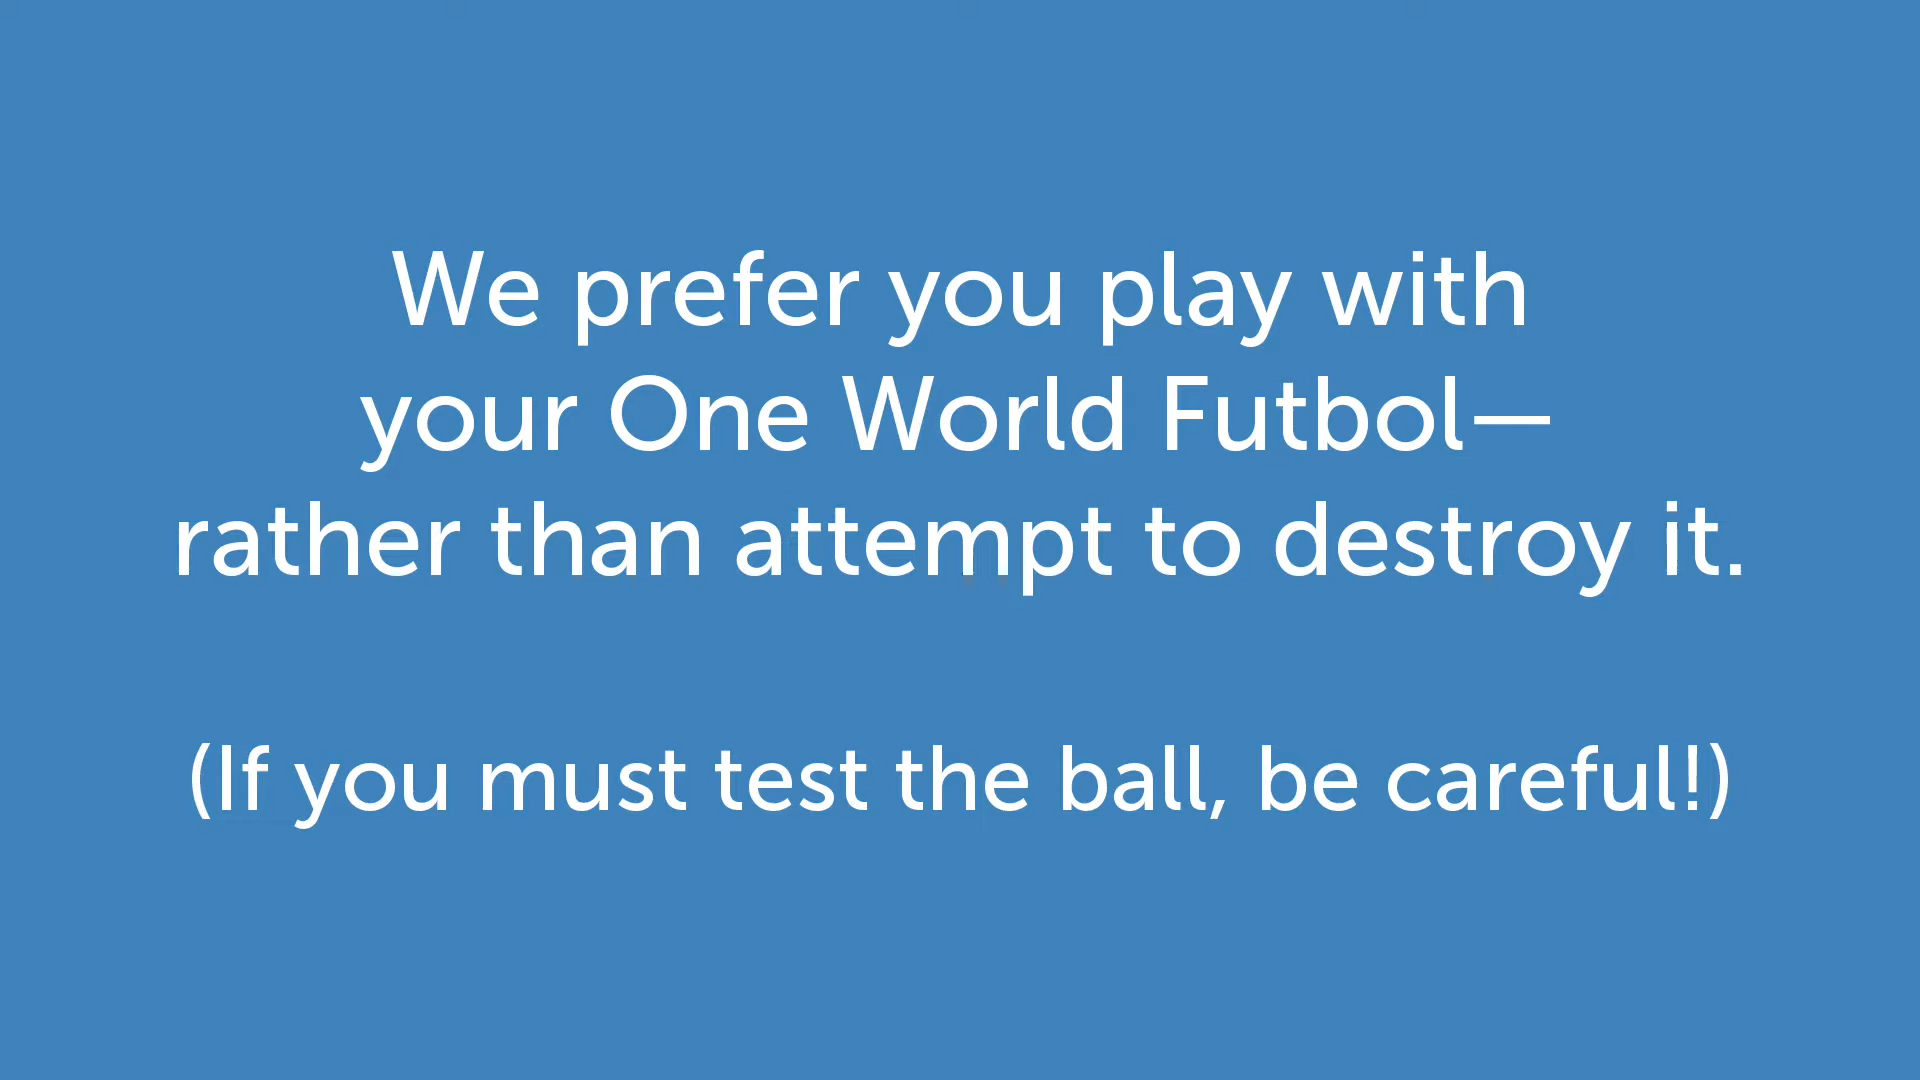 We prefer you play with
your One World Futbol—
rather than attempt to destroy it.
(If you must test the ball, be careful!)